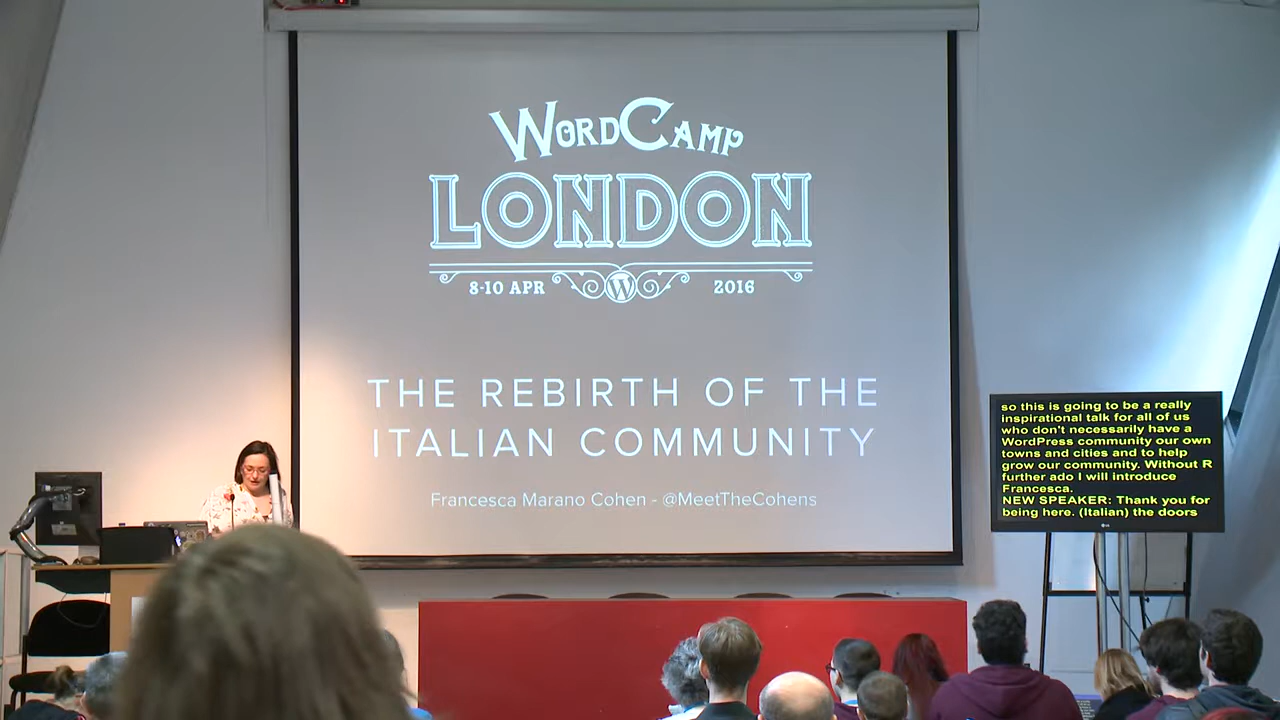 WORDCAMP
LONDON
8-10 APR 2016
THE REBIRTH OF THE
ITALIAN COMMUNITY
Francesca Marano Cohen - @MeetTheCohens
so this is going to be a really
inspirational talk for all of us
who don't necessarily have a
WordPress community our own
towns and cities and to help
grow our community. Without R
further ado I will introduce
Francesca.
NEW SPEAKER: Thank you for
being here. (Italian) the doors